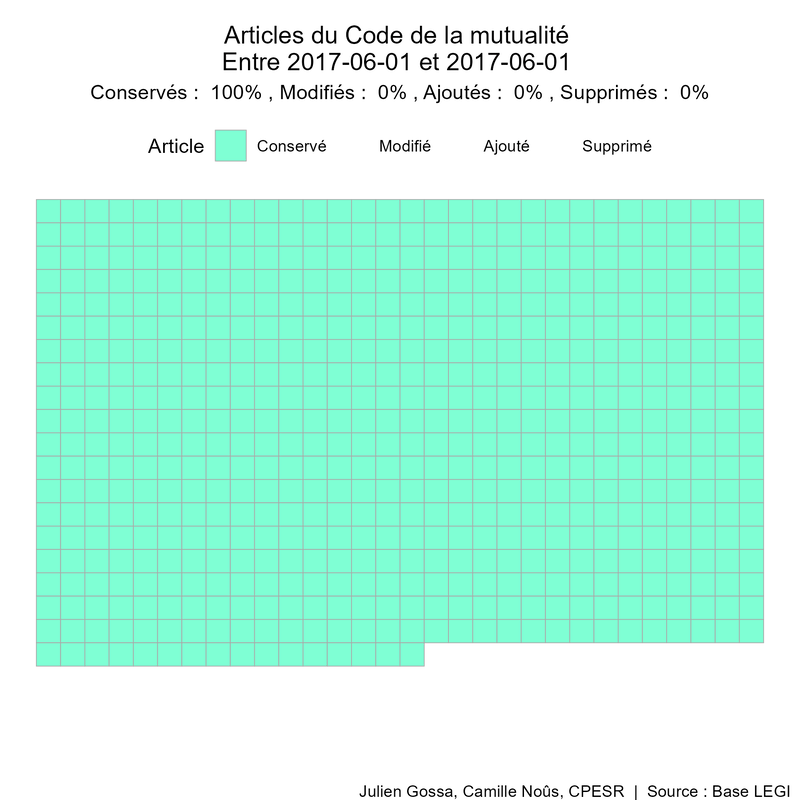 Articles du Code de la mutualité
Entre 2017-06-01 et 2017-06-01
Conservés :  100% , Modifiés :  0% , Ajoutés :  0% , Supprimés :  0%
Article Conservé Modifié Ajouté Supprimé
Julien Gossa, Camille Noûs, CPESR  |  Source : Base LEGI